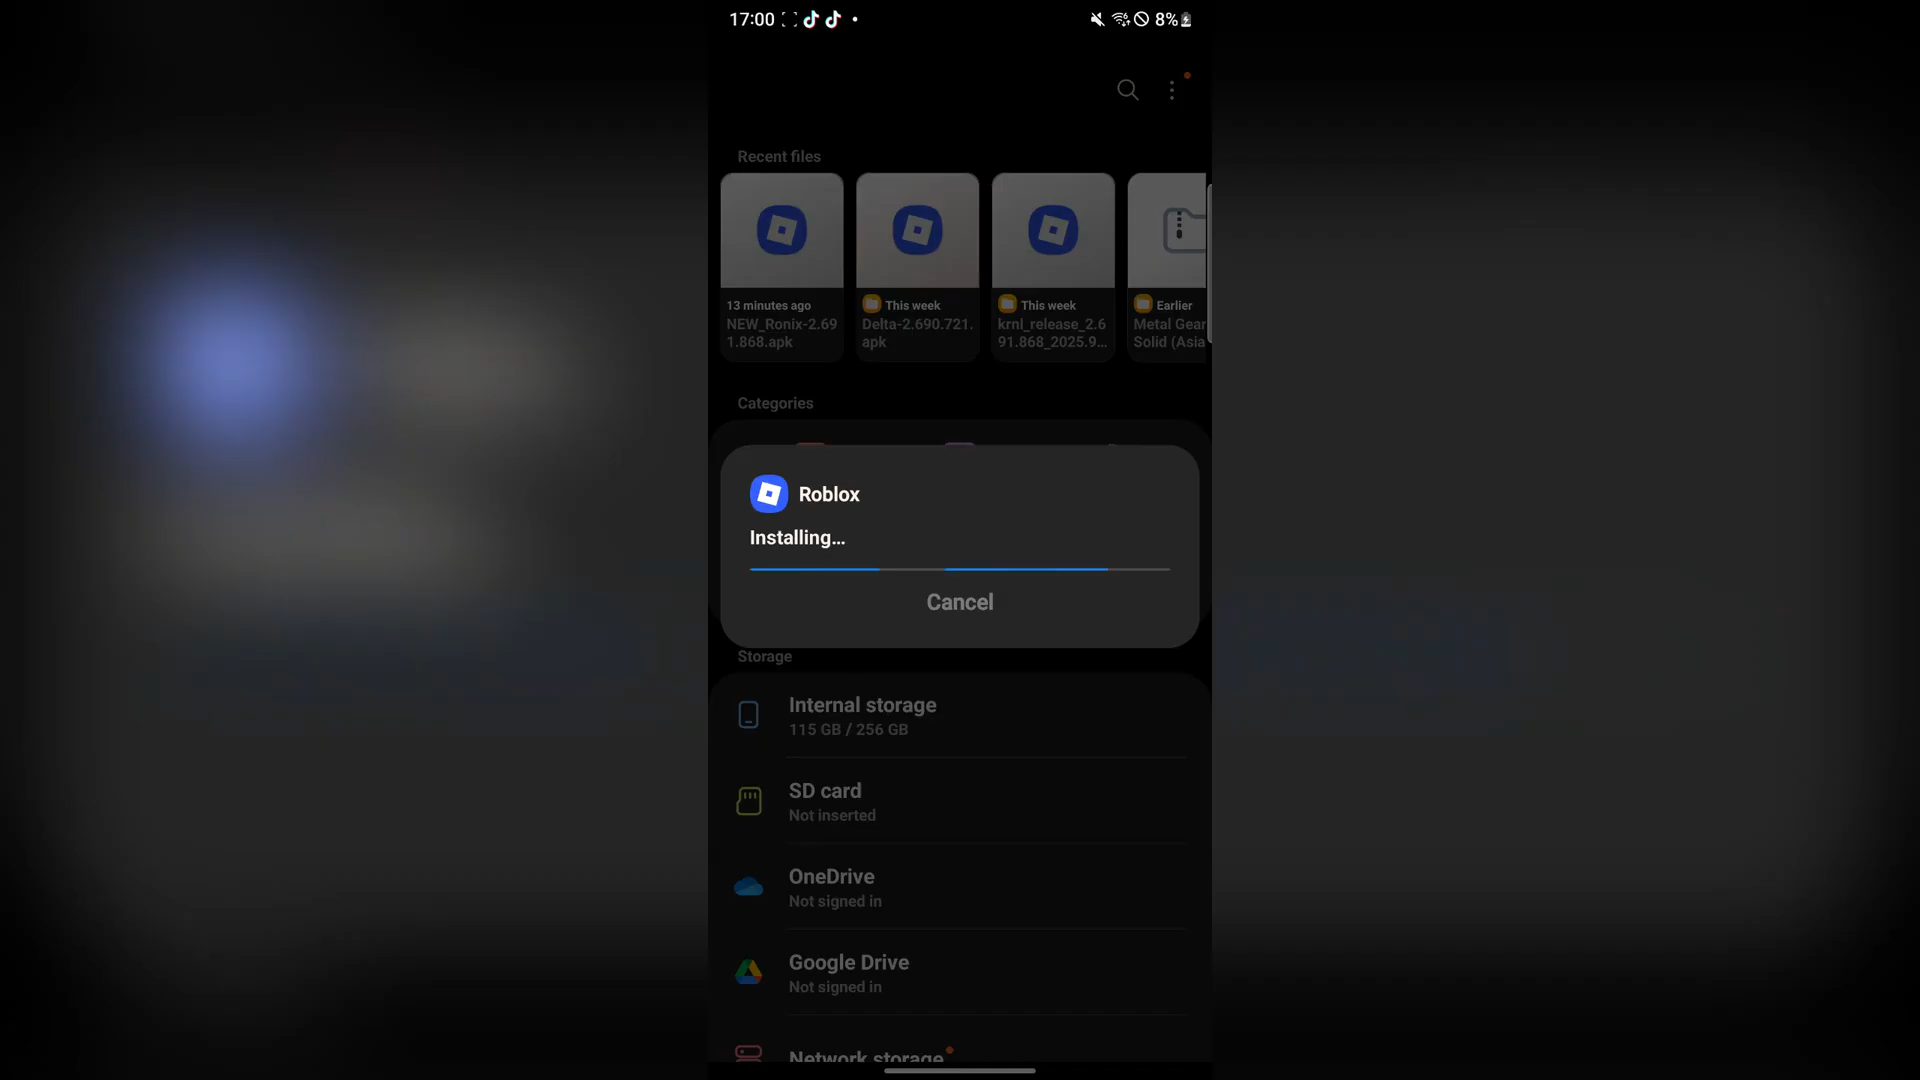 17:00
8%
Recent files
13 minutes ago
NEW_Ronix-2.69
1.868.apk
This week
Delta-2.690.721.
apk
This week
krnl_release_2.6
91.868_2025.9...
Earlier
Metal Gear
Solid (Asia
Categories
Roblox
Installing...
Cancel
Storage
Internal storage
115 GB / 256 GB
SD card
Not inserted
OneDrive
Not signed in
Google Drive
Not signed in
Network storage